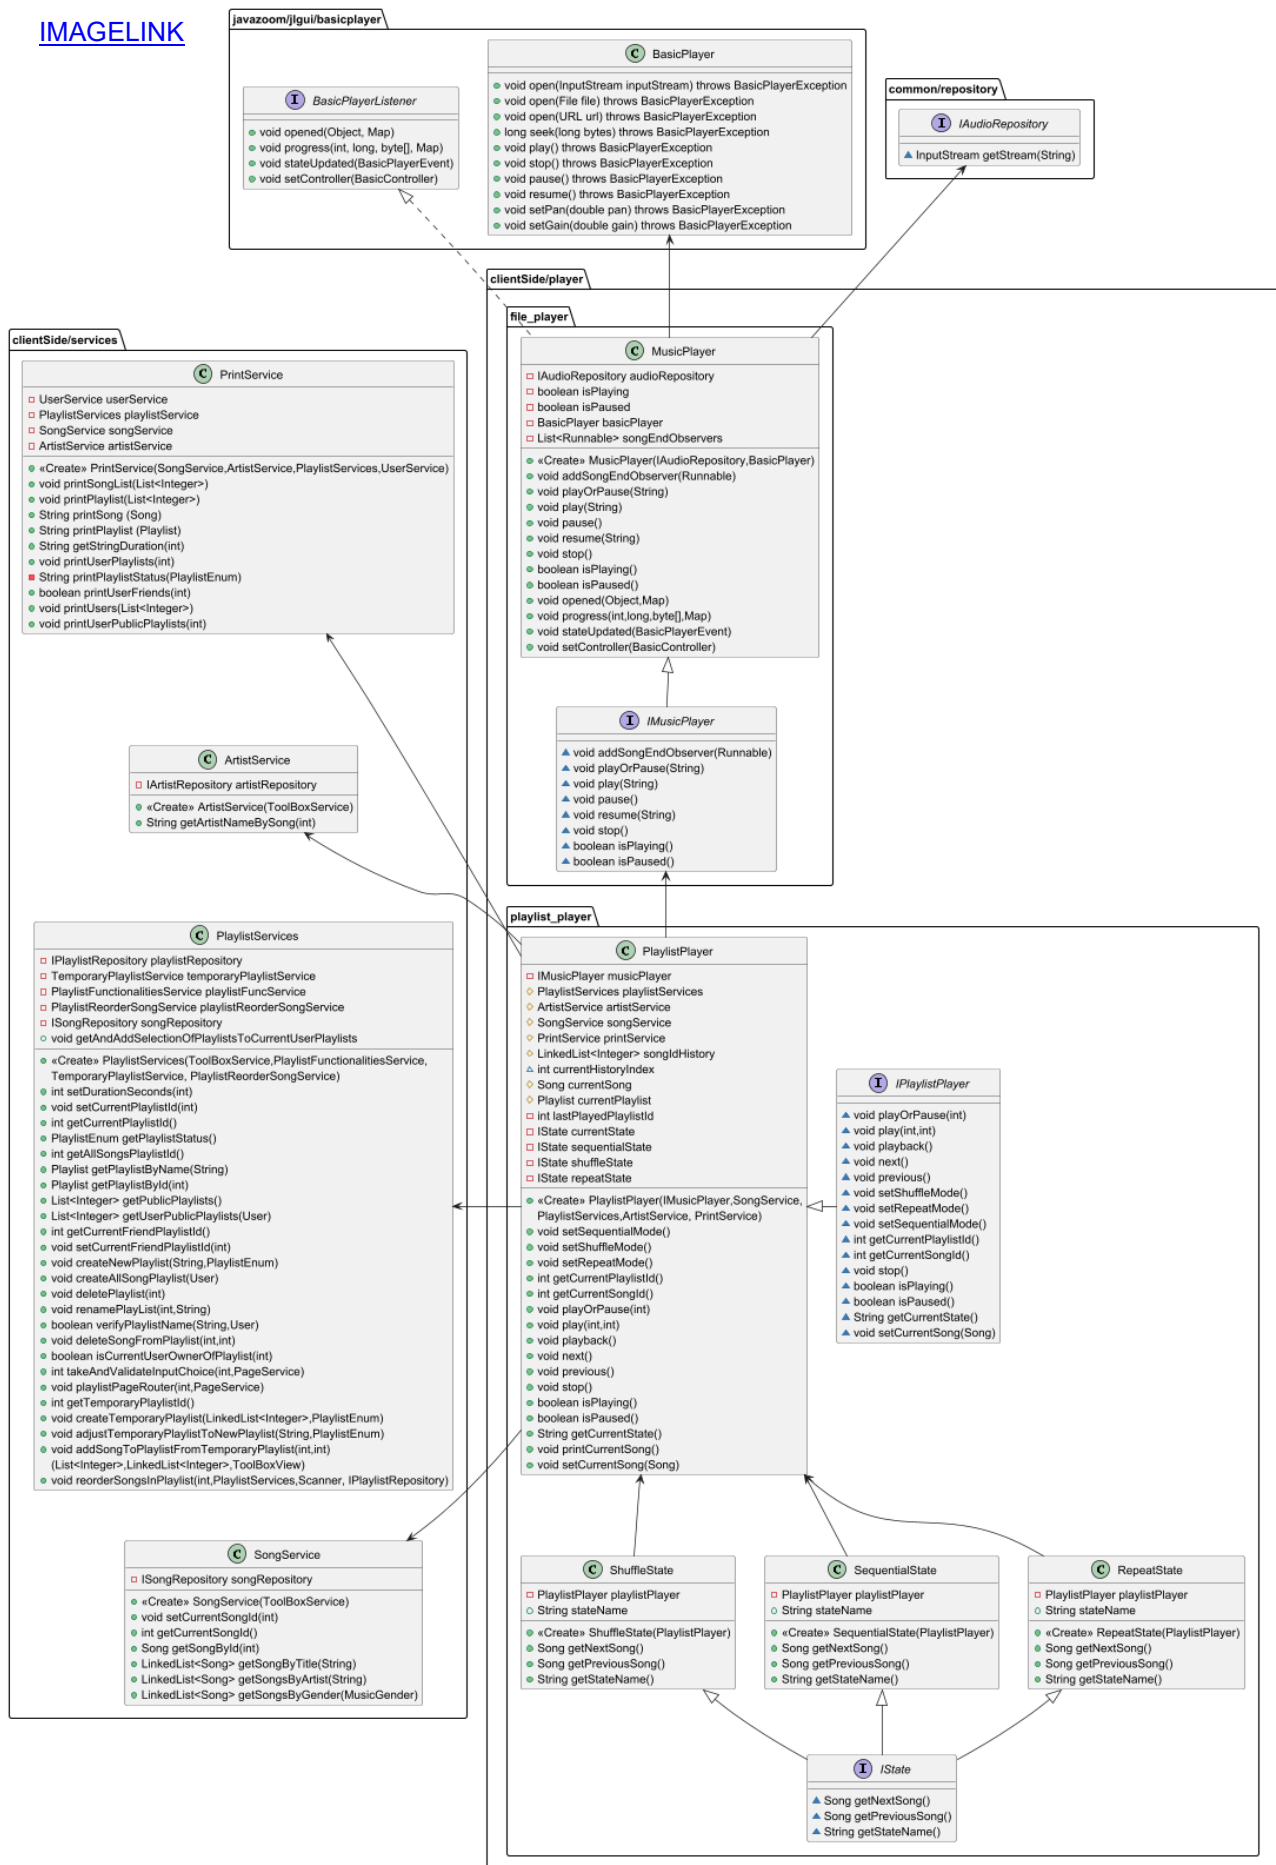 IMAGELINK
javazoom/jlgui/basicplayer
C BasicPlayer
void open(InputStream inputStream) throws BasicPlayerException
void open(File file) throws BasicPlayerException
void open(URL url) throws BasicPlayerException
long seek(long bytes) throws BasicPlayerException
void play() throws BasicPlayerException
void stop() throws BasicPlayerException
void pause() throws BasicPlayerException
void resume() throws BasicPlayerException
void setPan(double pan) throws BasicPlayerException
void setGain(double gain) throws BasicPlayerException
I BasicPlayerListener
void opened(Object, Map)
void progress(int, long, byte[], Map)
void stateUpdated(BasicPlayerEvent)
void setController(BasicController)
common/repository
I IAudioRepository
InputStream getStream(String)
clientSide/player
file_player
C MusicPlayer
IAudioRepository audioRepository
boolean isPlaying
boolean isPaused
BasicPlayer basicPlayer
List<Runnable> songEndObservers
«Create» MusicPlayer(IAudioRepository,BasicPlayer)
void addSongEndObserver(Runnable)
void playOrPause(String)
void play(String)
void pause()
void resume(String)
void stop()
boolean isPlaying()
boolean isPaused()
void opened(Object,Map)
void progress(int,long,byte[],Map)
void stateUpdated(BasicPlayerEvent)
void setController(BasicController)
I IMusicPlayer
void addSongEndObserver(Runnable)
void playOrPause(String)
void play(String)
void pause()
void resume(String)
void stop()
boolean isPlaying()
boolean isPaused()
clientSide/services
C PrintService
UserService userService
PlaylistServices playlistService
SongService songService
ArtistService artistService
«Create» PrintService(SongService,ArtistService,PlaylistServices,UserService)
void printSongList(List<Integer>)
void printPlaylist(List<Integer>)
String printSong (Song)
String printPlaylist (Playlist)
String getStringDuration(int)
void printUserPlaylists(int)
String printPlaylistStatus(PlaylistEnum)
boolean printUserFriends(int)
void printUsers(List<Integer>)
void printUserPublicPlaylists(int)
C ArtistService
IArtistRepository artistRepository
«Create» ArtistService(ToolBoxService)
String getArtistNameBySong(int)
C PlaylistServices
IPlaylistRepository playlistRepository
TemporaryPlaylistService temporaryPlaylistService
PlaylistFunctionalitiesService playlistFuncService
PlaylistReorderSongService playlistReorderSongService
ISongRepository songRepository
void getAndAddSelectionOfPlaylistsToCurrentUserPlaylists
«Create» PlaylistServices(ToolBoxService,PlaylistFunctionalitiesService,
TemporaryPlaylistService, PlaylistReorderSongService)
int setDurationSeconds(int)
void setCurrentPlaylistId(int)
int getCurrentPlaylistId()
PlaylistEnum getPlaylistStatus()
int getAllSongsPlaylistId()
Playlist getPlaylistByName(String)
Playlist getPlaylistById(int)
List<Integer> getPublicPlaylists()
List<Integer> getUserPublicPlaylists(User)
int getCurrentFriendPlaylistId()
void setCurrentFriendPlaylistId(int)
void createNewPlaylist(String,PlaylistEnum)
void createAllSongPlaylist(User)
void deletePlaylist(int)
void renamePlayList(int,String)
boolean verifyPlaylistName(String,User)
void deleteSongFromPlaylist(int,int)
boolean isCurrentUserOwnerOfPlaylist(int)
int takeAndValidateInputChoice(int,PageService)
void playlistPageRouter(int,PageService)
int getTemporaryPlaylistId()
void createTemporaryPlaylist(LinkedList<Integer>,PlaylistEnum)
void adjustTemporaryPlaylistToNewPlaylist(String,PlaylistEnum)
void addSongToPlaylistFromTemporaryPlaylist(int,int)
(List<Integer>,LinkedList<Integer>,ToolBoxView)
void reorderSongsInPlaylist(int,PlaylistServices,Scanner, IPlaylistRepository)
C SongService
ISongRepository songRepository
«Create» SongService(ToolBoxService)
void setCurrentSongId(int)
int getCurrentSongId()
Song getSongById(int)
LinkedList<Song> getSongByTitle(String)
LinkedList<Song> getSongsByArtist(String)
LinkedList<Song> getSongsByGender(MusicGender)
playlist_player
C PlaylistPlayer
IMusicPlayer musicPlayer
PlaylistServices playlistServices
ArtistService artistService
SongService songService
PrintService printService
LinkedList<Integer> songIdHistory
int currentHistoryIndex
Song currentSong
Playlist currentPlaylist
int lastPlayedPlaylistId
IState currentState
IState sequentialState
IState shuffleState
IState repeatState
«Create» PlaylistPlayer(IMusicPlayer,SongService,
PlaylistServices,ArtistService, PrintService)
void setSequentialMode()
void setShuffleMode()
void setRepeatMode()
int getCurrentPlaylistId()
int getCurrentSongId()
void playOrPause(int)
void play(int,int)
void playback()
void next()
void previous()
void stop()
boolean isPlaying()
boolean isPaused()
String getCurrentState()
void printCurrentSong()
void setCurrentSong(Song)
I IPlaylistPlayer
void playOrPause(int)
void play(int,int)
void playback()
void next()
void previous()
void setShuffleMode()
void setRepeatMode()
void setSequentialMode()
int getCurrentPlaylistId()
int getCurrentSongId()
void stop()
boolean isPlaying()
boolean isPaused()
String getCurrentState()
void setCurrentSong(Song)
C ShuffleState
PlaylistPlayer playlistPlayer
String stateName
«Create» ShuffleState(PlaylistPlayer)
Song getNextSong()
Song getPreviousSong()
String getStateName()
C SequentialState
PlaylistPlayer playlistPlayer
String stateName
«Create» SequentialState(PlaylistPlayer)
Song getNextSong()
Song getPreviousSong()
String getStateName()
C RepeatState
PlaylistPlayer playlistPlayer
String stateName
«Create» RepeatState(PlaylistPlayer)
Song getNextSong()
Song getPreviousSong()
String getStateName()
I IState
Song getNextSong()
Song getPreviousSong()
String getStateName()